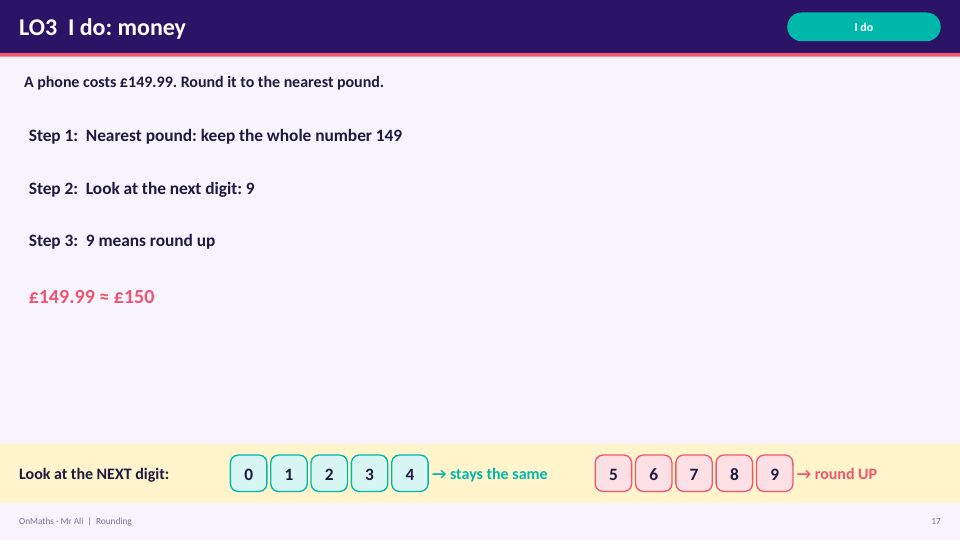 LO3 I do: money
I do
A phone costs £149.99. Round it to the nearest pound.
Step 1: Nearest pound: keep the whole number 149
Step 2: Look at the next digit: 9
Step 3: 9 means round up
£149.99 ≈ £150
Look at the NEXT digit: 0 1 2 3 4 → stays the same 5 6 7 8 9 → round UP
OnMaths - Mr Ali | Rounding 17